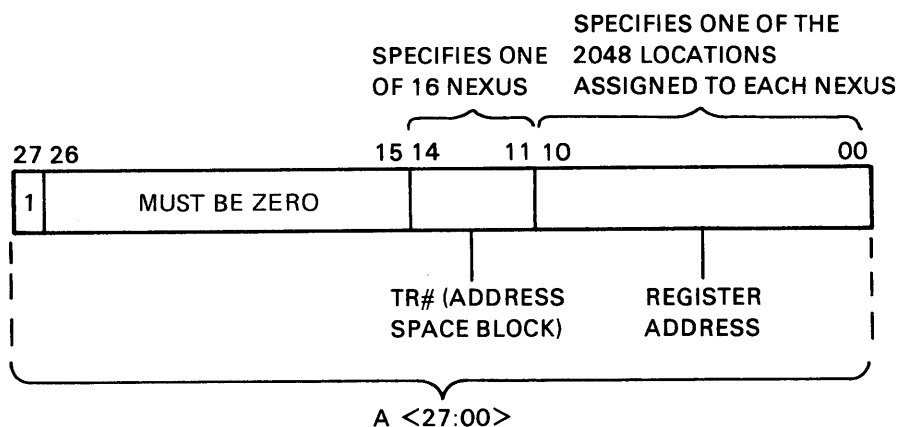 SPECIFIES ONE
OF 16 NEXUS
SPECIFIES ONE OF THE
2048 LOCATIONS
ASSIGNED TO EACH NEXUS
27 26 15 14 11 10 00
1 MUST BE ZERO
TR# (ADDRESS
SPACE BLOCK)
REGISTER
ADDRESS
A <27:00>